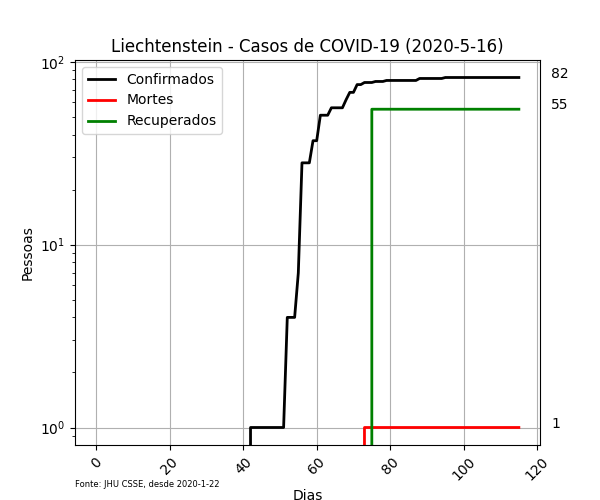 Liechtenstein - Casos de COVID-19 (2020-5-16)
Confirmados
Mortes
Recuperados
82
55
1
Pessoas
10²
10¹
10⁰
0
20
40
60
80
100
120
Dias
Fonte: JHU CSSE, desde 2020-1-22